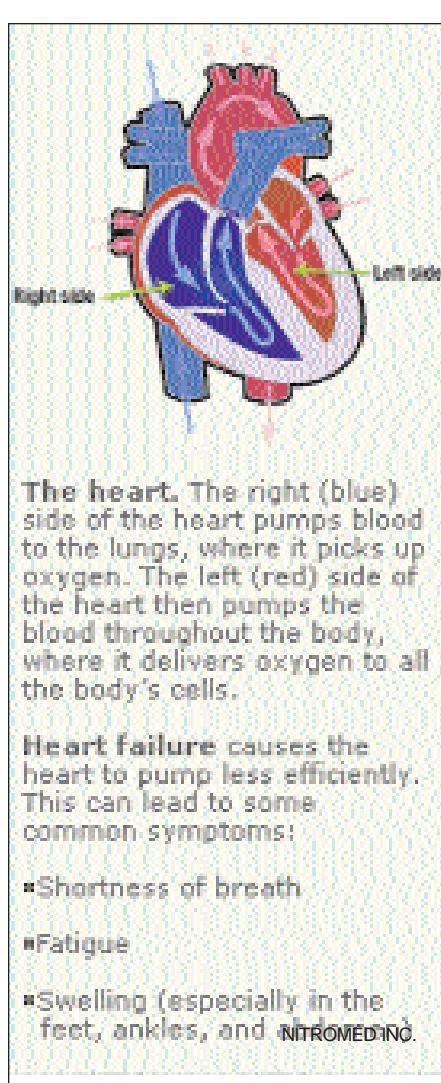 Left side
Right side
The heart. The right (blue)
side of the heart pumps blood
to the lungs, where it picks up
oxygen. The left (red) side of
the heart then pumps the
blood throughout the body,
where it delivers oxygen to all
the body's cells.
Heart failure causes the
heart to pump less efficiently.
This can lead to some
common symptoms:
▪Shortness of breath
▪Fatigue
▪Swelling (especially in the
feet, ankles, and
NITROMED INC.